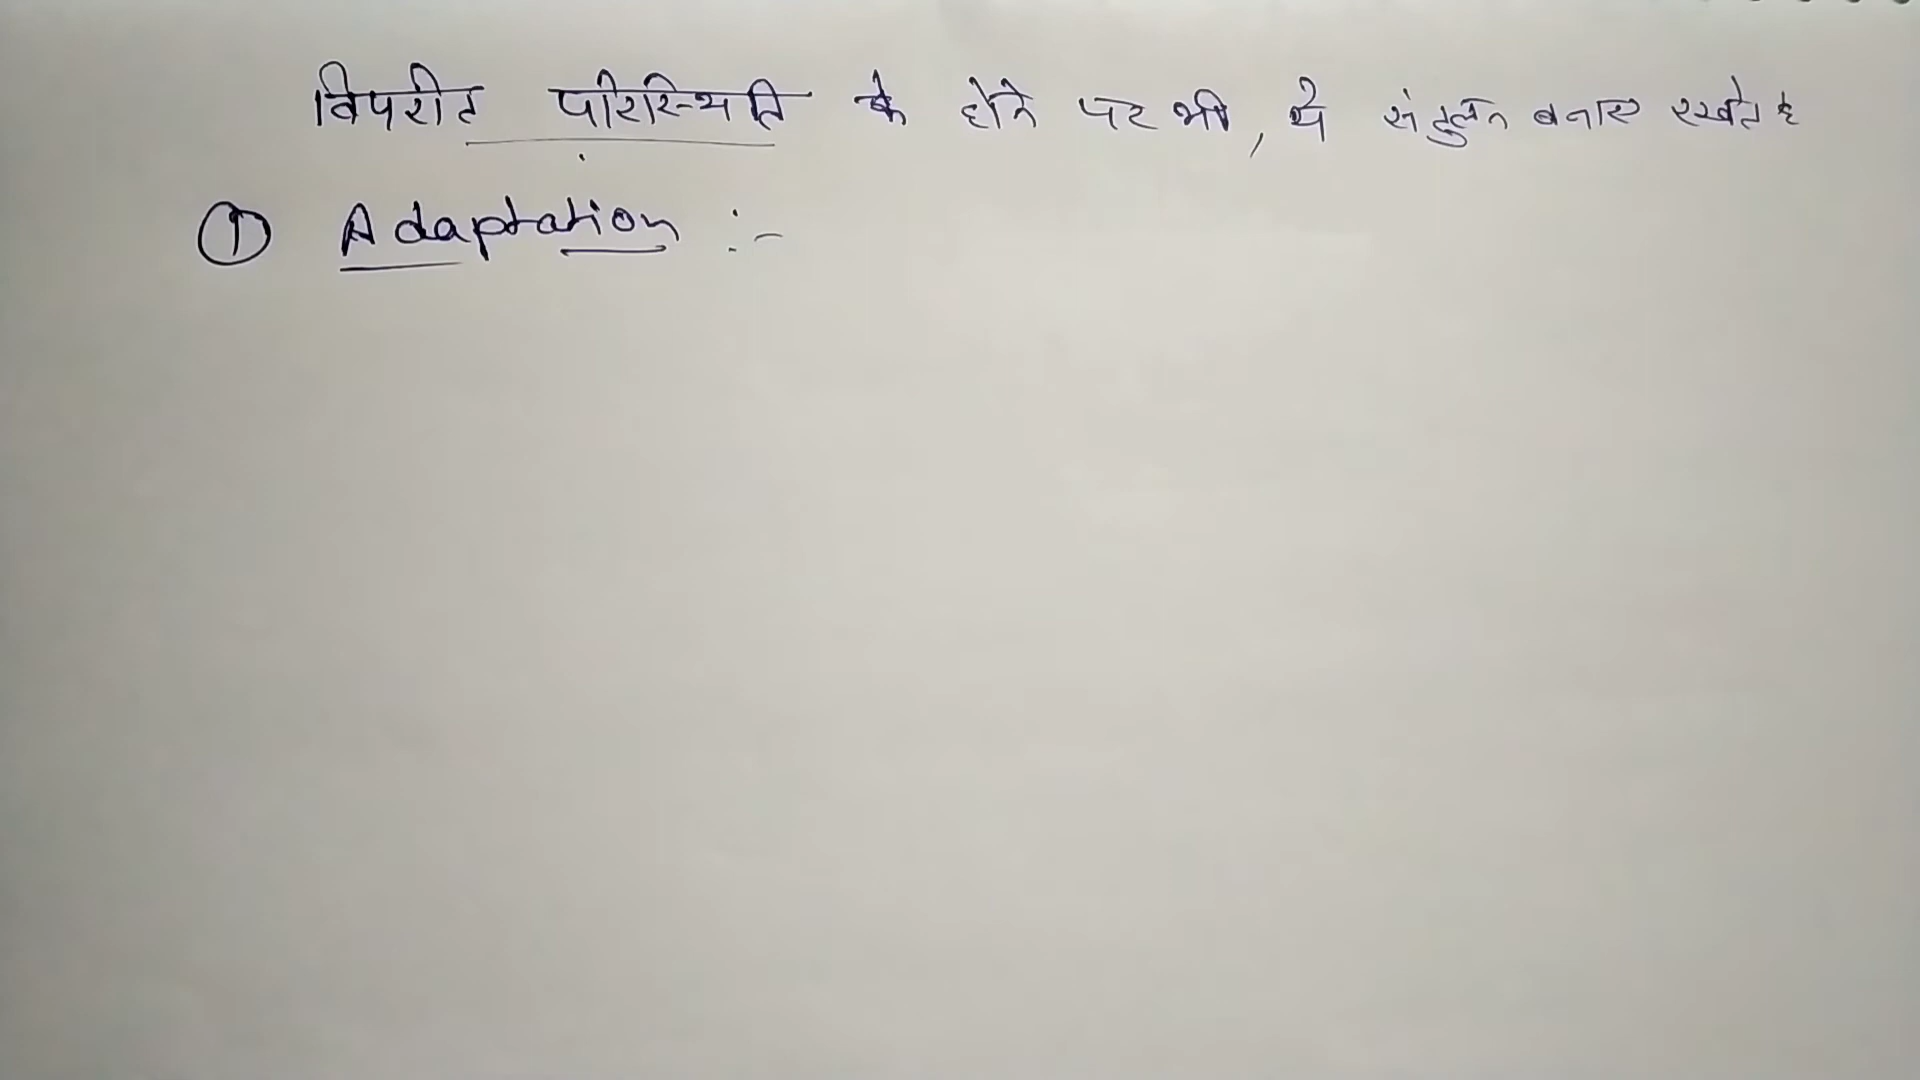 विपरीत परिस्थिति के होने पर भी, ये संतुलन बनाए रखते है
① Adaptation :-